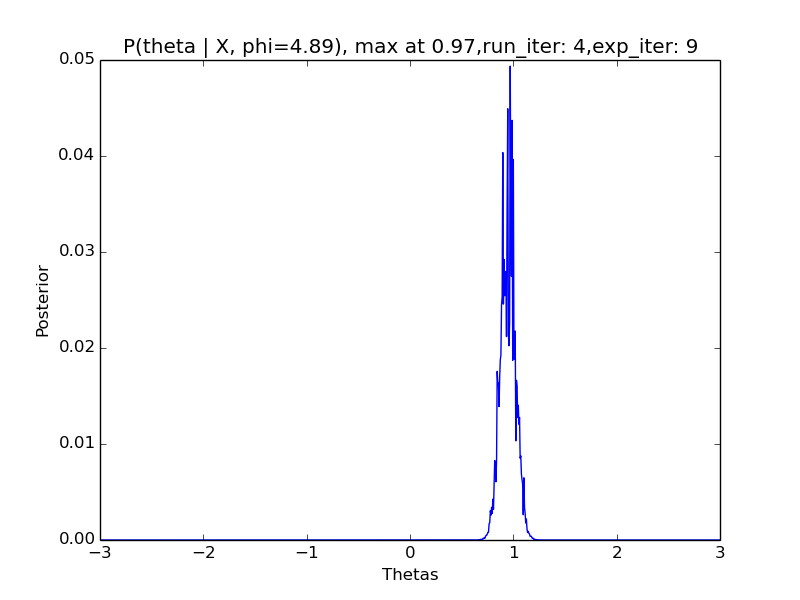 P(theta | X, phi=4.89), max at 0.97,run_iter: 4,exp_iter: 9
0.05
0.04
0.03
0.02
0.01
0.00
Posterior
−3 −2 −1 0 1 2 3
Thetas